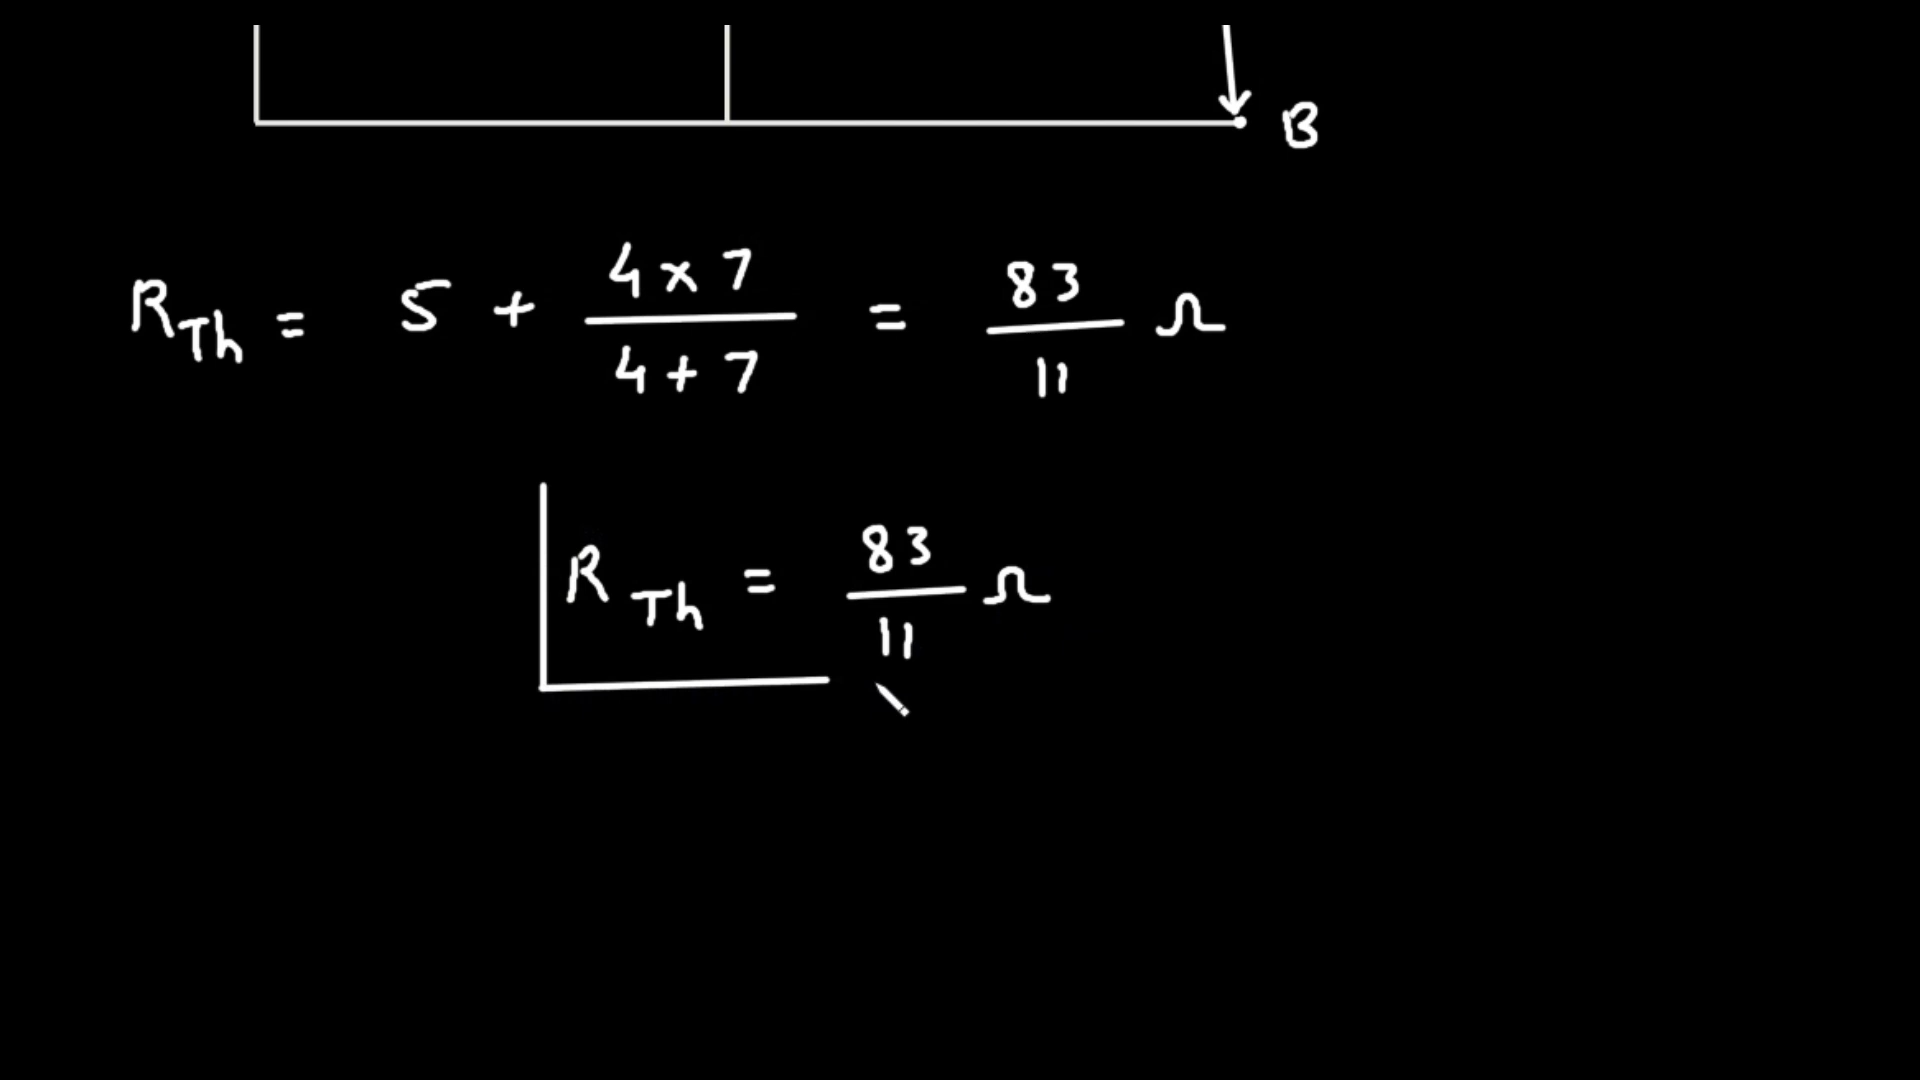 B
R_Th = 5 + (4 × 7)/(4 + 7) = 83/11 Ω
R_Th = 83/11 Ω